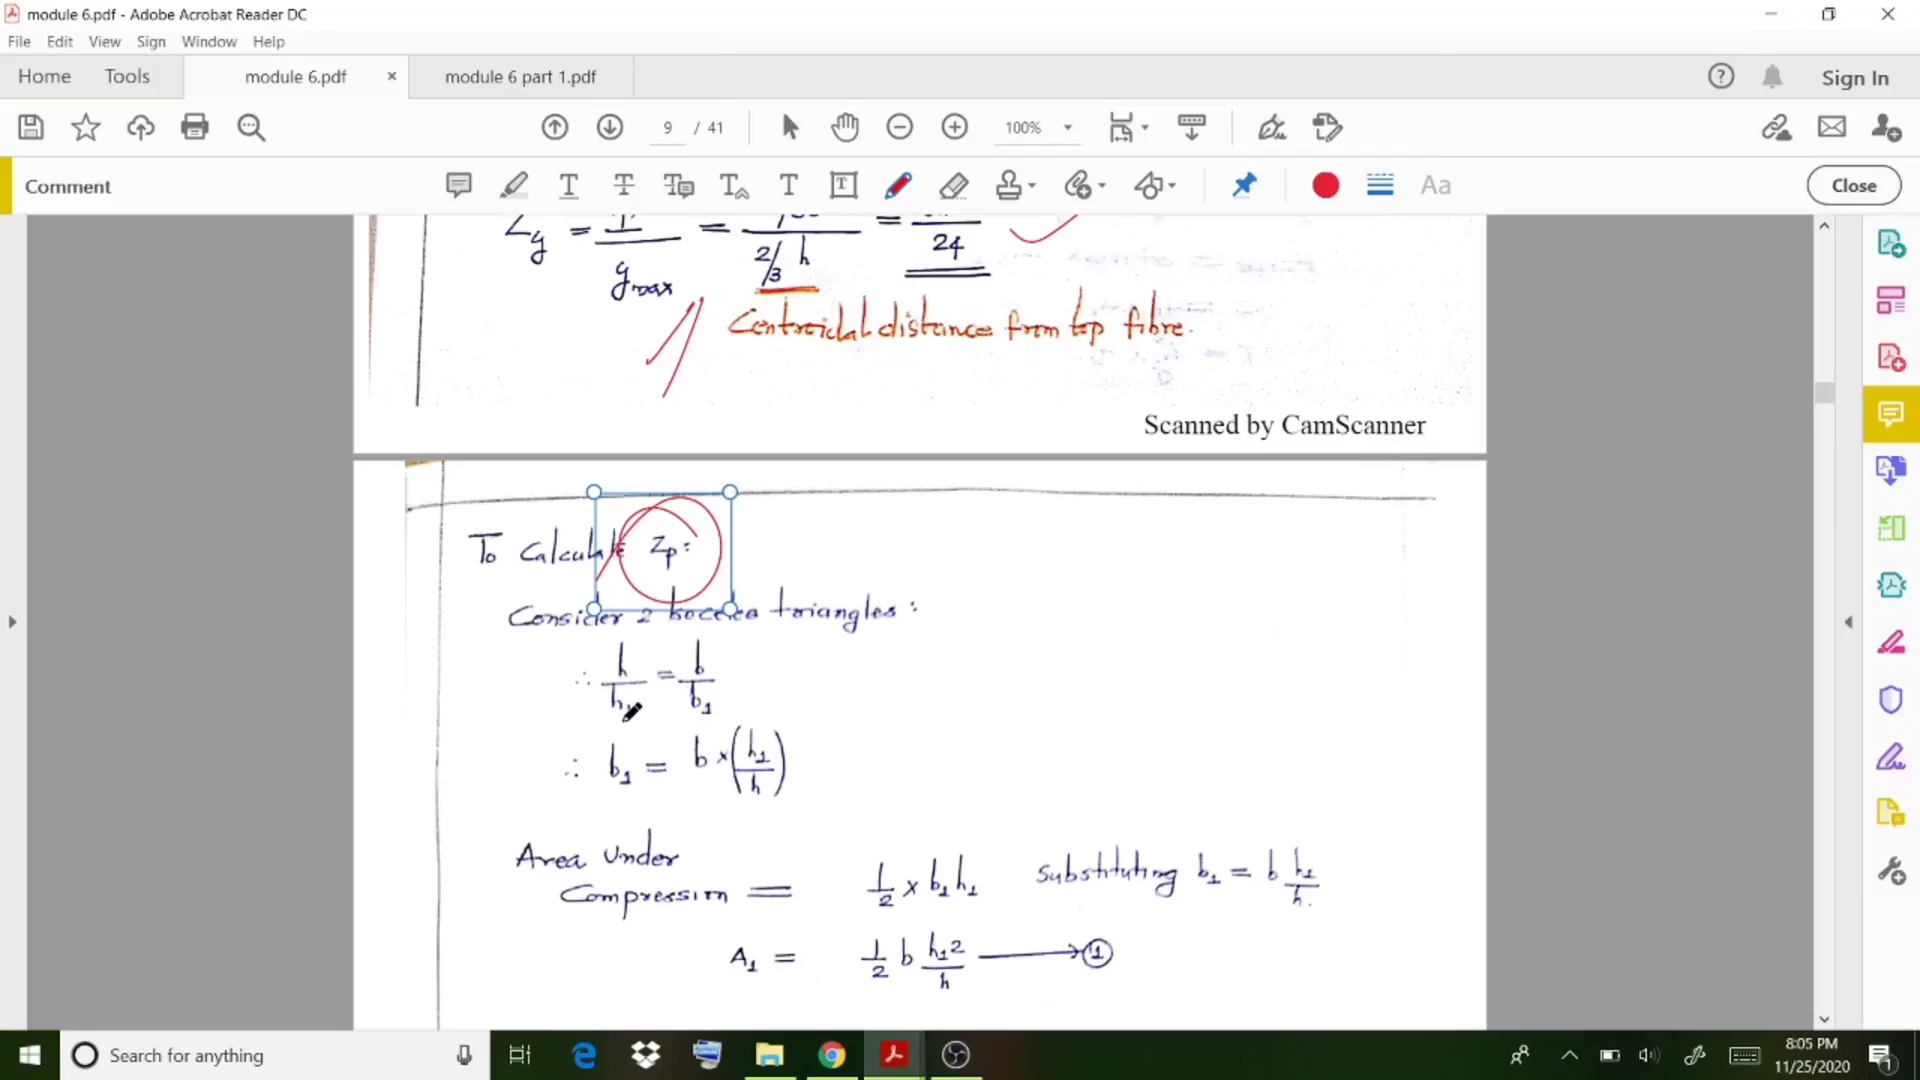 module 6.pdf - Adobe Acrobat Reader DC
File Edit View Sign Window Help
Home Tools module 6.pdf × module 6 part 1.pdf Sign In
9 / 41 100%
Comment Close
Zy = I / ymax = / 2/3 h = / 24
Centroidal distance from top fibre.
Scanned by CamScanner
To Calculate Zp:
Consider 2 triangles:
∴ h/h1 = b/b1
∴ b1 = b × (h1/h)
Area Under
Compression = 1/2 × b1h1 Substituting b1 = b h1/h.
A1 = 1/2 b h1²/h → ①
Search for anything
8:05 PM
11/25/2020